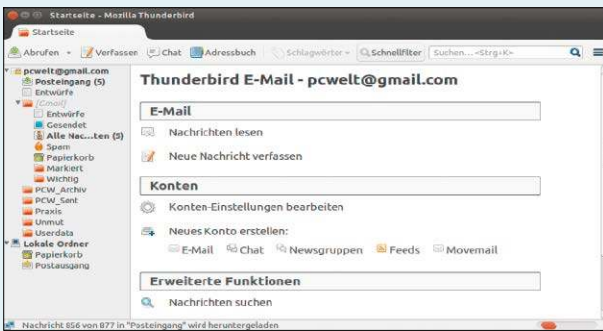 Startseite - Mozilla Thunderbird
Startseite
Abrufen Verfassen Chat Adressbuch Schlagwörter Schnellfilter Suchen... <Strg+K>
pcwelt@gmail.com
Posteingang (5)
Entwürfe
[Gmail]
Entwürfe
Gesendet
Alle Nac...ten (5)
Spam
Papierkorb
Markiert
Wichtig
PCW_Archiv
PCW_Sent
Praxis
Unmut
Userdata
Lokale Ordner
Papierkorb
Postausgang
Thunderbird E-Mail - pcwelt@gmail.com
E-Mail
Nachrichten lesen
Neue Nachricht verfassen
Konten
Konten-Einstellungen bearbeiten
Neues Konto erstellen:
E-Mail Chat Newsgruppen Feeds Movemail
Erweiterte Funktionen
Nachrichten suchen
Nachricht 856 von 877 in "Posteingang" wird heruntergeladen